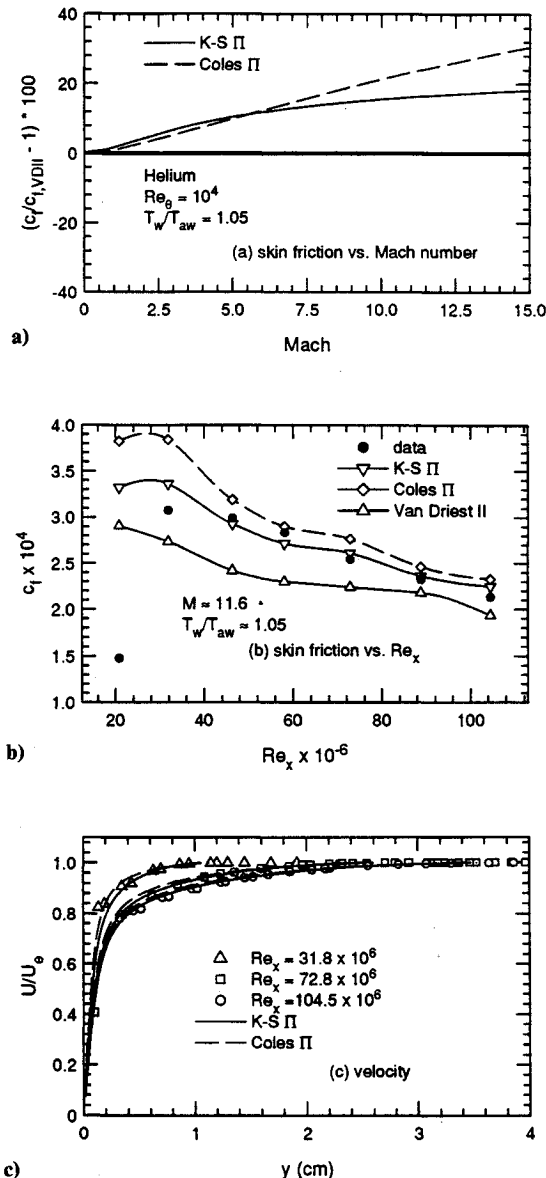 40
20
0
-20
-40
(c_f/c_f,VDII - 1) * 100
K-S Π
Coles Π
Helium
Re_θ = 10^4
T_w/T_aw = 1.05
(a) skin friction vs. Mach number
0 2.5 5.0 7.5 10.0 12.5 15.0
Mach
a)
4.0
3.5
3.0
2.5
2.0
1.5
1.0
c_f x 10^4
data
K-S Π
Coles Π
Van Driest II
M ≈ 11.6
T_w/T_aw ≈ 1.05
(b) skin friction vs. Re_x
20 40 60 80 100
Re_x x 10^-6
b)
1.0
0.8
0.6
0.4
0.2
0
U/U_e
Re_x = 31.8 x 10^6
Re_x = 72.8 x 10^6
Re_x =104.5 x 10^6
K-S Π
Coles Π
(c) velocity
0 1 2 3 4
y (cm)
c)